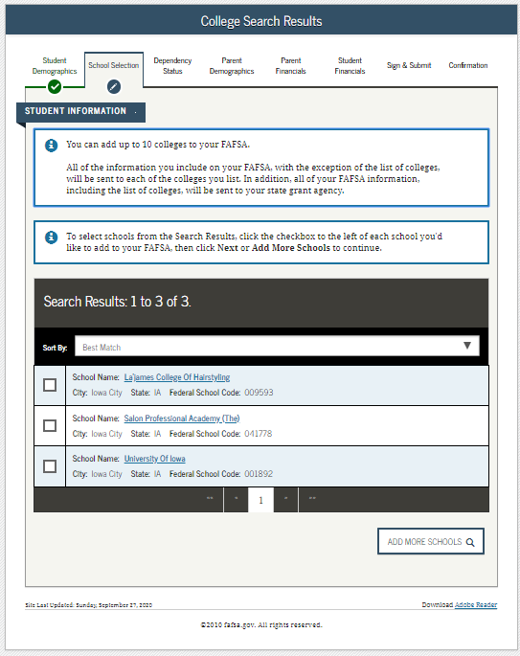 College Search Results
Student Demographics
School Selection
Dependency Status
Parent Demographics
Parent Financials
Student Financials
Sign & Submit
Confirmation
STUDENT INFORMATION
You can add up to 10 colleges to your FAFSA.
All of the information you include on your FAFSA, with the exception of the list of colleges,
will be sent to each of the colleges you list. In addition, all of your FAFSA information,
including the list of colleges, will be sent to your state grant agency.
To select schools from the Search Results, click the checkbox to the left of each school you'd
like to add to your FAFSA, then click Next or Add More Schools to continue.
Search Results: 1 to 3 of 3.
Sort By: Best Match
School Name: La'James College Of Hairstyling
City: Iowa City State: IA Federal School Code: 009593
School Name: Salon Professional Academy (The)
City: Iowa City State: IA Federal School Code: 041778
School Name: University Of Iowa
City: Iowa City State: IA Federal School Code: 001892
1
ADD MORE SCHOOLS
Site Last Updated: Sunday, September 27, 2020
Download Adobe Reader
©2010 fafsa.gov. All rights reserved.